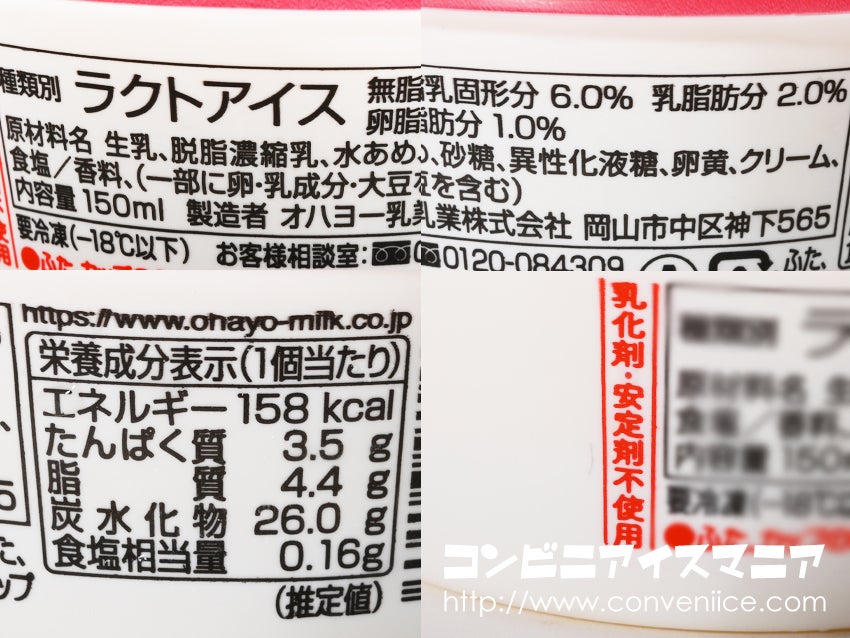 種類別 ラクトアイス 無脂乳固形分 6.0% 乳脂肪分 2.0%
卵脂肪分 1.0%
原材料名 生乳、脱脂濃縮乳、水あめ、砂糖、異性化液糖、卵黄、クリーム、
食塩/香料、(一部に卵・乳成分・大豆を含む)
内容量 150ml 製造者 オハヨー乳業株式会社 岡山市中区神下565
要冷凍(-18℃以下) お客様相談室: 0120-084309
https://www.ohayo-milk.co.jp
栄養成分表示(1個当たり)
エネルギー 158 kcal
たんぱく質 3.5 g
脂質 4.4 g
炭水化物 26.0 g
食塩相当量 0.16g
(推定値)
乳化剤・安定剤不使用
コンビニアイスマニア
http://www.conveniice.com